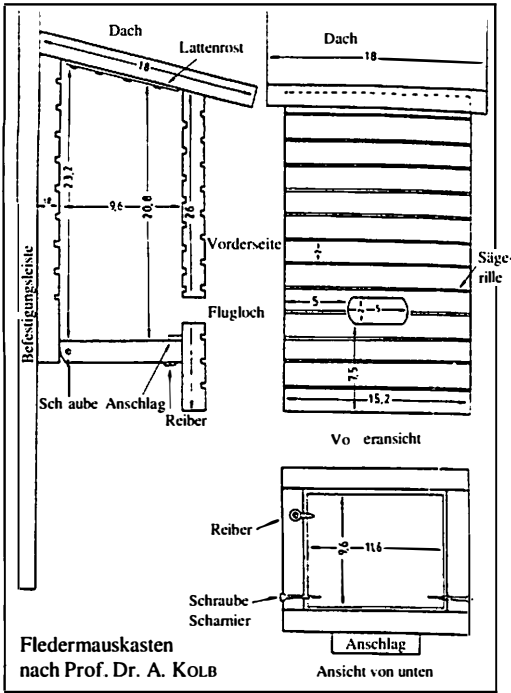 Dach
Lattenrost
18
23,2
9,6
20,8
26
Befestigungsleiste
Vorderseite
Flugloch
Sch aube Anschlag
Reiber
Dach
18
2
Säge-
rille
5
2
5
7,5
15,2
Vo eransicht
Reiber
9,6
11,6
Schraube
Scharnier
Anschlag
Ansicht von unten
Fledermauskasten
nach Prof. Dr. A. KOLB